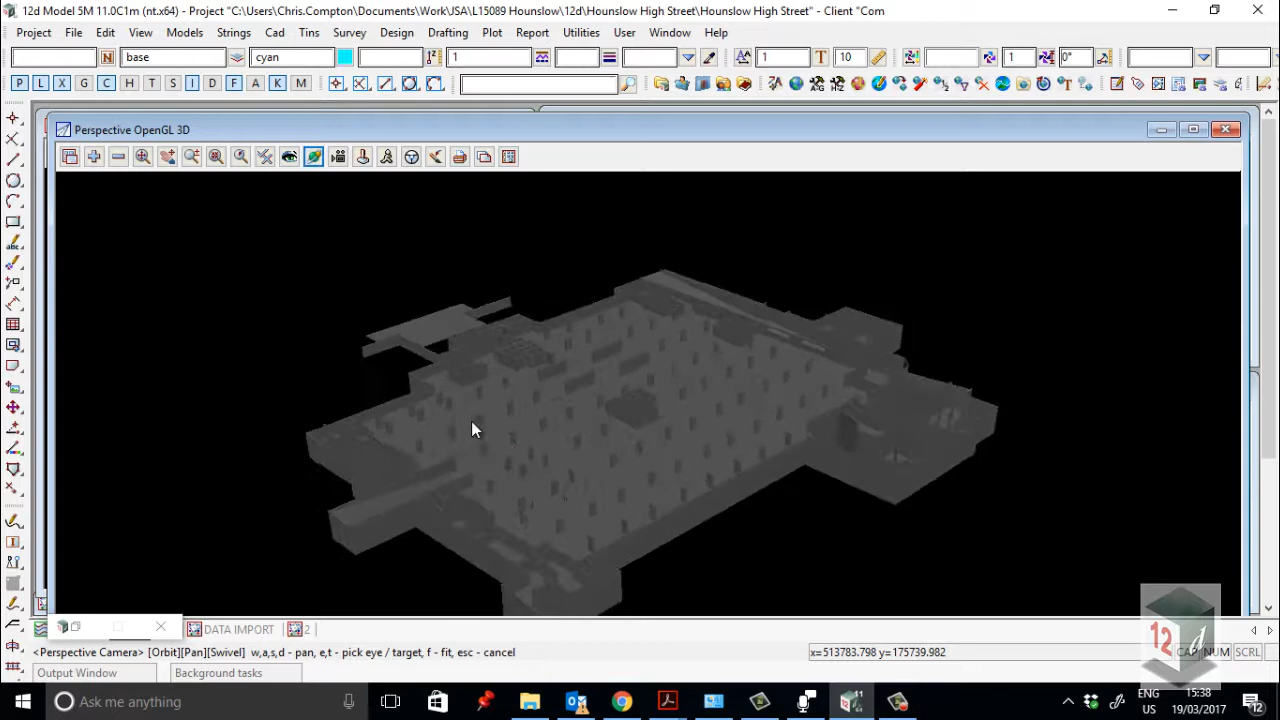 12d Model 5M 11.0C1m (nt.x64) - Project "C:\Users\Chris.Compton\Documents\Work\JSA\L15089 Hounslow\12d\Hounslow High Street\Hounslow High Street" - Client "Com
Project File Edit View Models Strings Cad Tins Survey Design Drafting Plot Report Utilities User Window Help
N base cyan 1 A 1 T 10 1 0°
P L X G C H T S I D F A K M
Perspective OpenGL 3D
abc
DATA IMPORT 2
<Perspective Camera> [Orbit][Pan][Swivel] w,a,s,d - pan, e,t - pick eye / target, f - fit, esc - cancel
x=513783.798 y=175739.982
CAP NUM SCRL
12 d
Output Window Background tasks
Ask me anything
ENG
US
15:38
19/03/2017